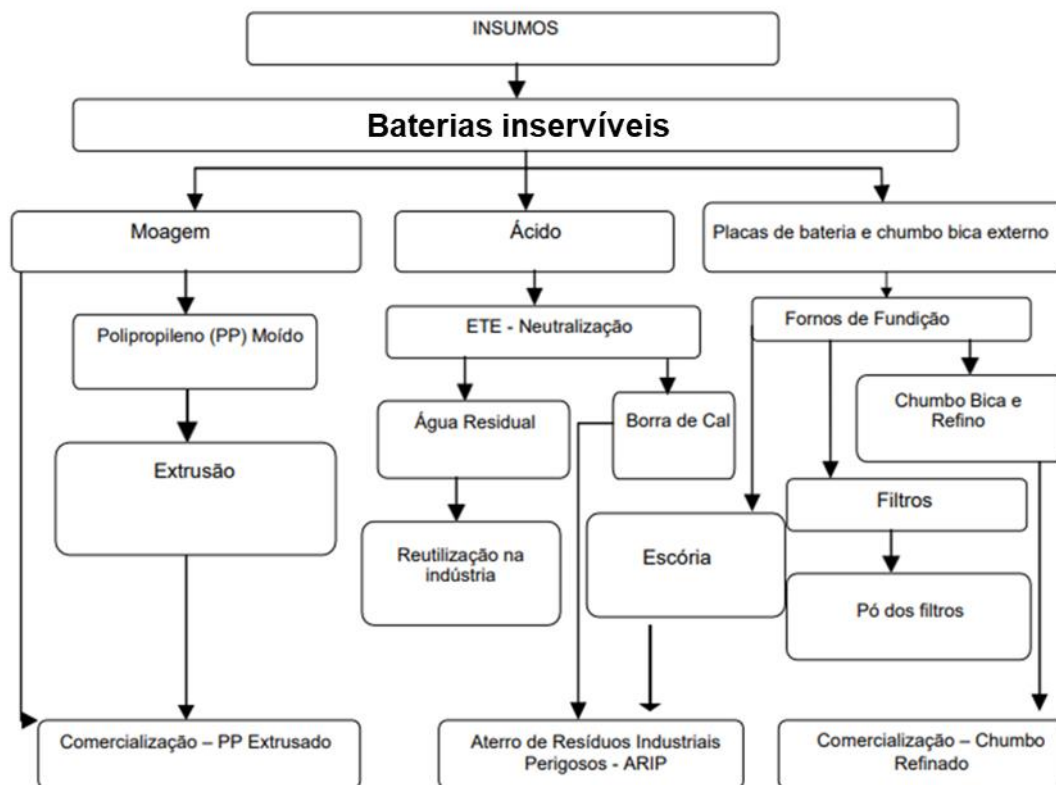 INSUMOS
Baterias inservíveis
Moagem
Ácido
Placas de bateria e chumbo bica externo
Polipropileno (PP) Moído
ETE - Neutralização
Fornos de Fundição
Água Residual
Borra de Cal
Chumbo Bica e
Refino
Extrusão
Filtros
Reutilização na
indústria
Escória
Pó dos filtros
Comercialização – PP Extrusado
Aterro de Resíduos Industriais
Perigosos - ARIP
Comercialização – Chumbo
Refinado